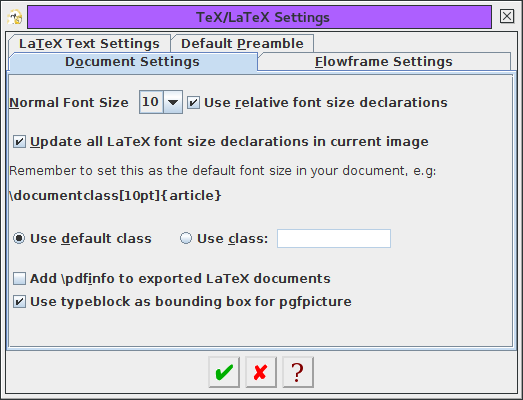 TeX/LaTeX Settings
LaTeX Text Settings Default Preamble
Document Settings Flowframe Settings
Normal Font Size 10 Use relative font size declarations
Update all LaTeX font size declarations in current image
Remember to set this as the default font size in your document, e.g:
\documentclass[10pt]{article}
Use default class Use class:
Add \pdfinfo to exported LaTeX documents
Use typeblock as bounding box for pgfpicture
?